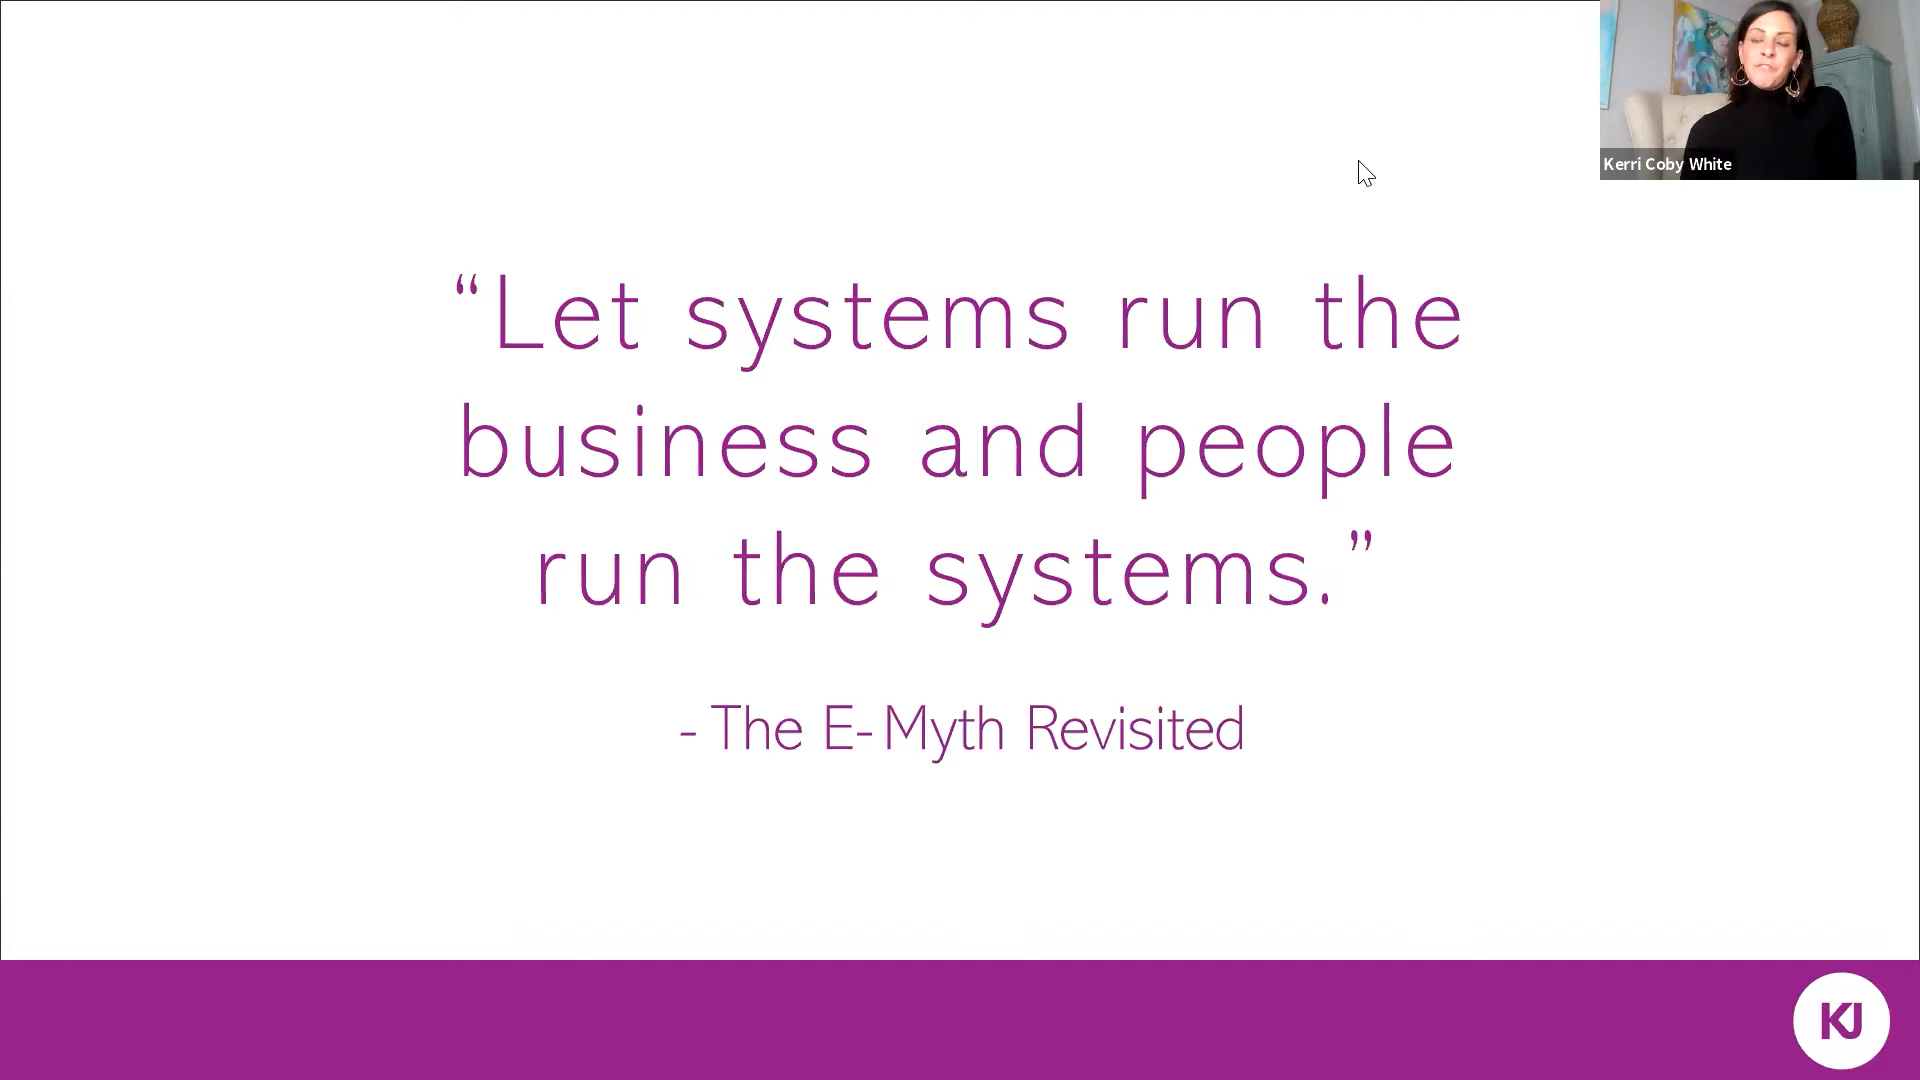 Kerri Coby White
“Let systems run the
business and people
run the systems.”
- The E-Myth Revisited
KJ